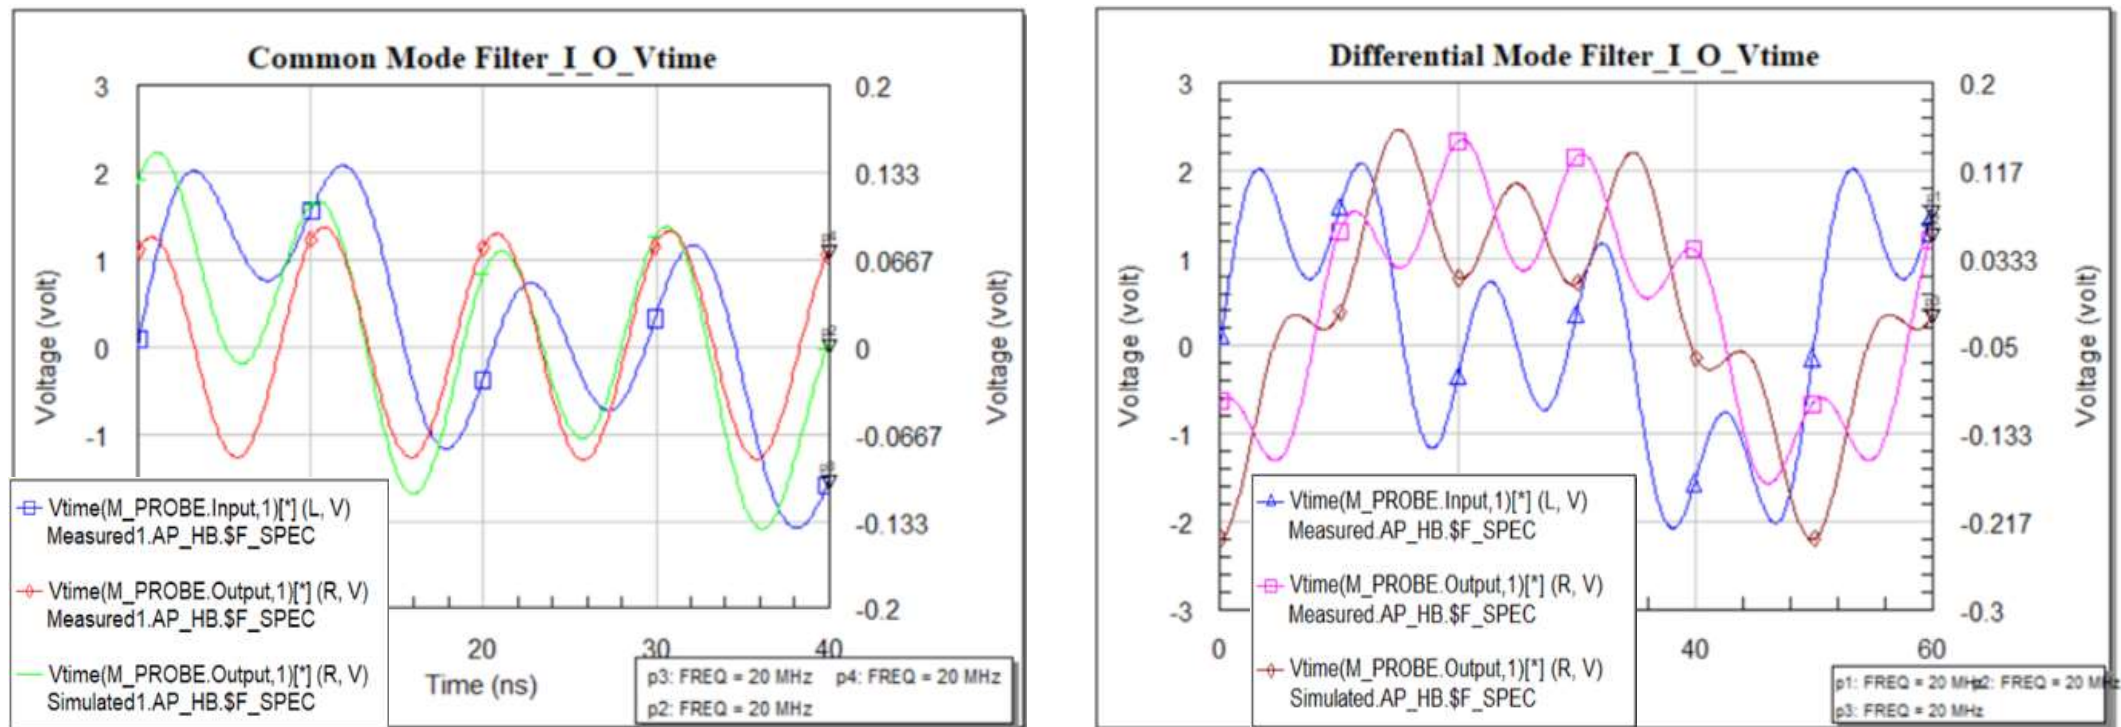 Common Mode Filter_I_O_Vtime
3
2
1
0
-1
Voltage (volt)
0.2
0.133
0.0667
0
-0.0667
-0.133
-0.2
Voltage (volt)
20
30
40
Time (ns)
Vtime(M_PROBE.Input,1)[*] (L, V)
Measured1.AP_HB.$F_SPEC
Vtime(M_PROBE.Output,1)[*] (R, V)
Measured1.AP_HB.$F_SPEC
Vtime(M_PROBE.Output,1)[*] (R, V)
Simulated1.AP_HB.$F_SPEC
p3: FREQ = 20 MHz p4: FREQ = 20 MHz
p2: FREQ = 20 MHz
Differential Mode Filter_I_O_Vtime
3
2
1
0
-1
-2
-3
Voltage (volt)
0.2
0.117
0.0333
-0.05
-0.133
-0.217
-0.3
Voltage (volt)
0
40
60
Vtime(M_PROBE.Input,1)[*] (L, V)
Measured.AP_HB.$F_SPEC
Vtime(M_PROBE.Output,1)[*] (R, V)
Measured.AP_HB.$F_SPEC
Vtime(M_PROBE.Output,1)[*] (R, V)
Simulated.AP_HB.$F_SPEC
p1: FREQ = 20 MHz p2: FREQ = 20 MHz
p3: FREQ = 20 MHz